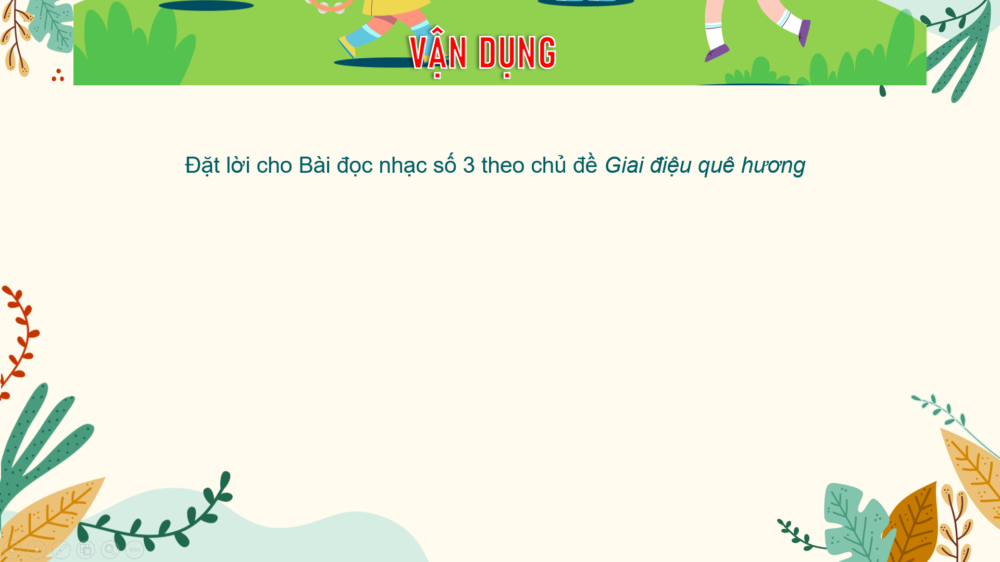 VẬN DỤNG
Đặt lời cho Bài đọc nhạc số 3 theo chủ đề Giai điệu quê hương